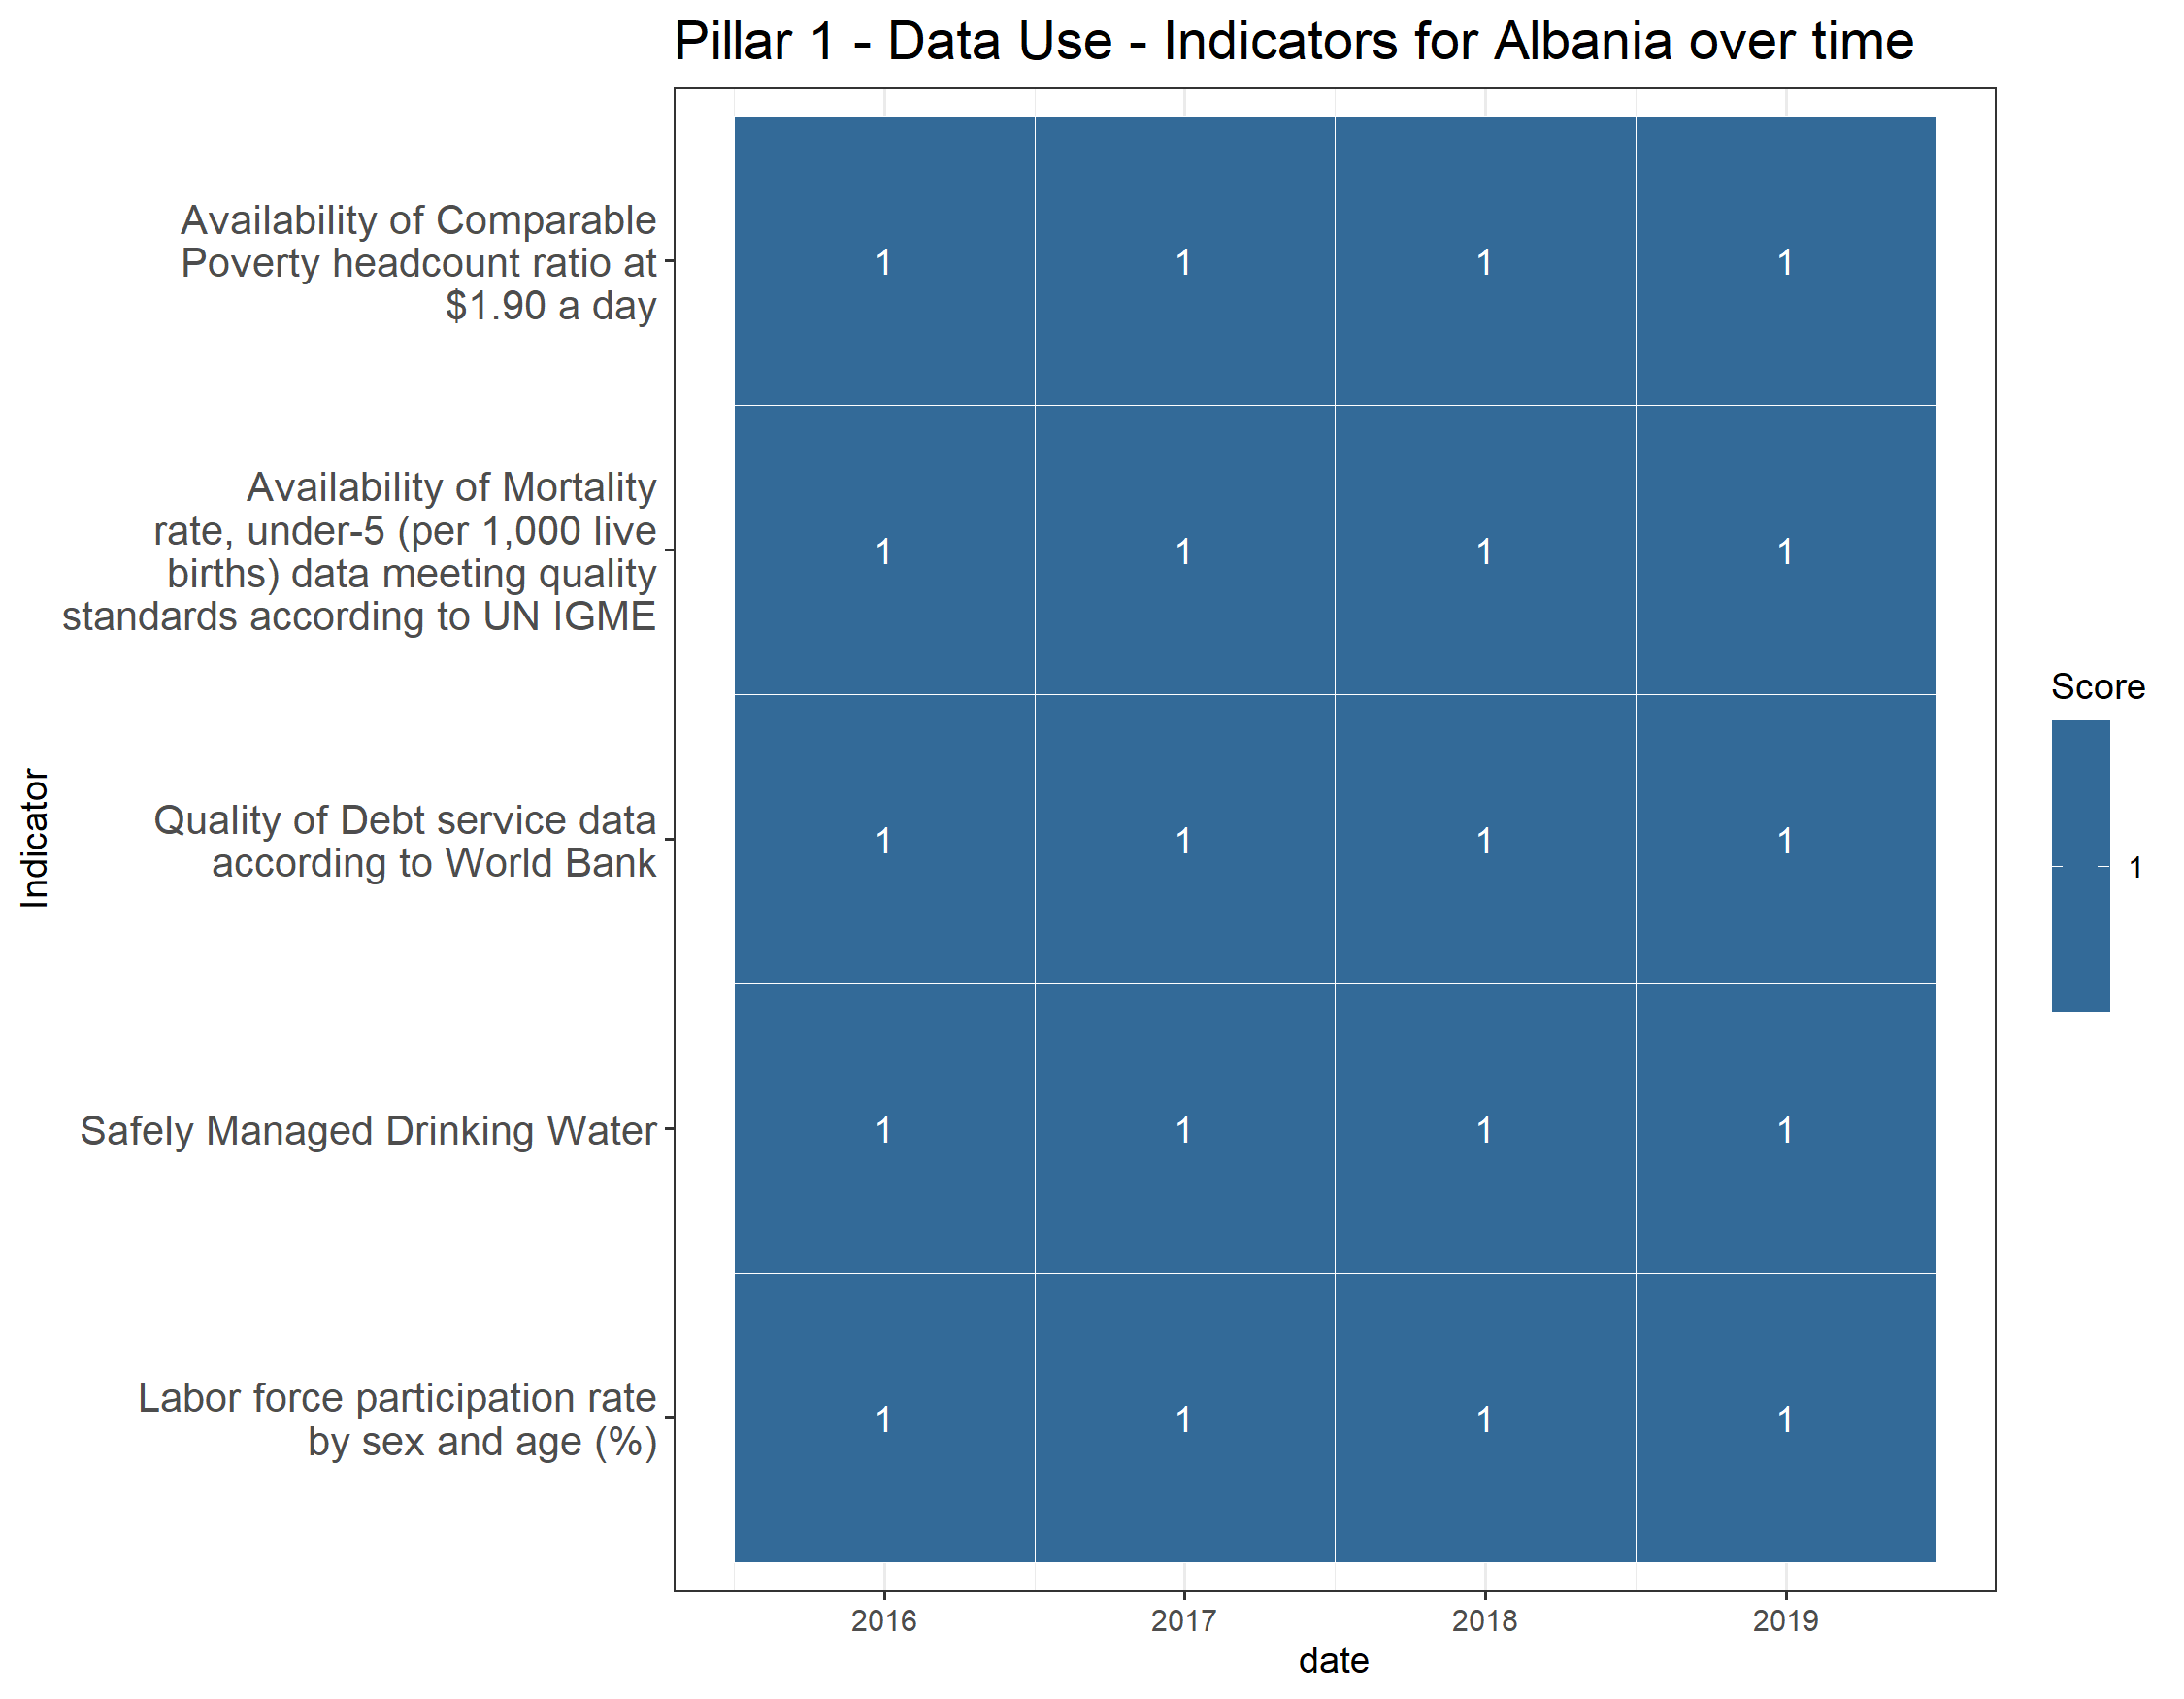 Pillar 1 - Data Use - Indicators for Albania over time
Indicator
Availability of Comparable
Poverty headcount ratio at
$1.90 a day
1 1 1 1
Availability of Mortality
rate, under-5 (per 1,000 live
births) data meeting quality
standards according to UN IGME
1 1 1 1
Quality of Debt service data
according to World Bank
1 1 1 1
Safely Managed Drinking Water
1 1 1 1
Labor force participation rate
by sex and age (%)
1 1 1 1
2016 2017 2018 2019
date
Score
1